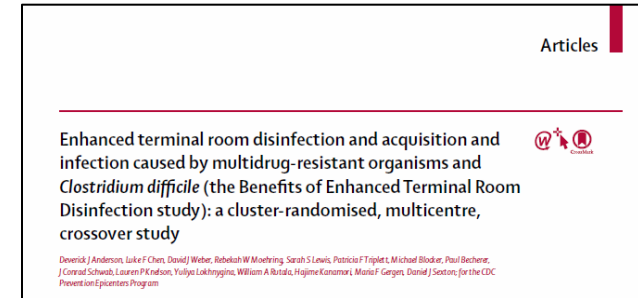 Articles
Enhanced terminal room disinfection and acquisition and
infection caused by multidrug-resistant organisms and
Clostridium difficile (the Benefits of Enhanced Terminal Room
Disinfection study): a cluster-randomised, multicentre,
crossover study
CrossMark
Deverick J Anderson, Luke F Chen, David J Weber, Rebekah W Moehring, Sarah S Lewis, Patricia F Triplett, Michael Blocker, Paul Becherer,
J Conrad Schwab, Lauren P Knelson, Yuliya Lokhnygina, William A Rutala, Hajime Kanamori, Maria F Gergen, Daniel J Sexton; for the CDC
Prevention Epicenters Program